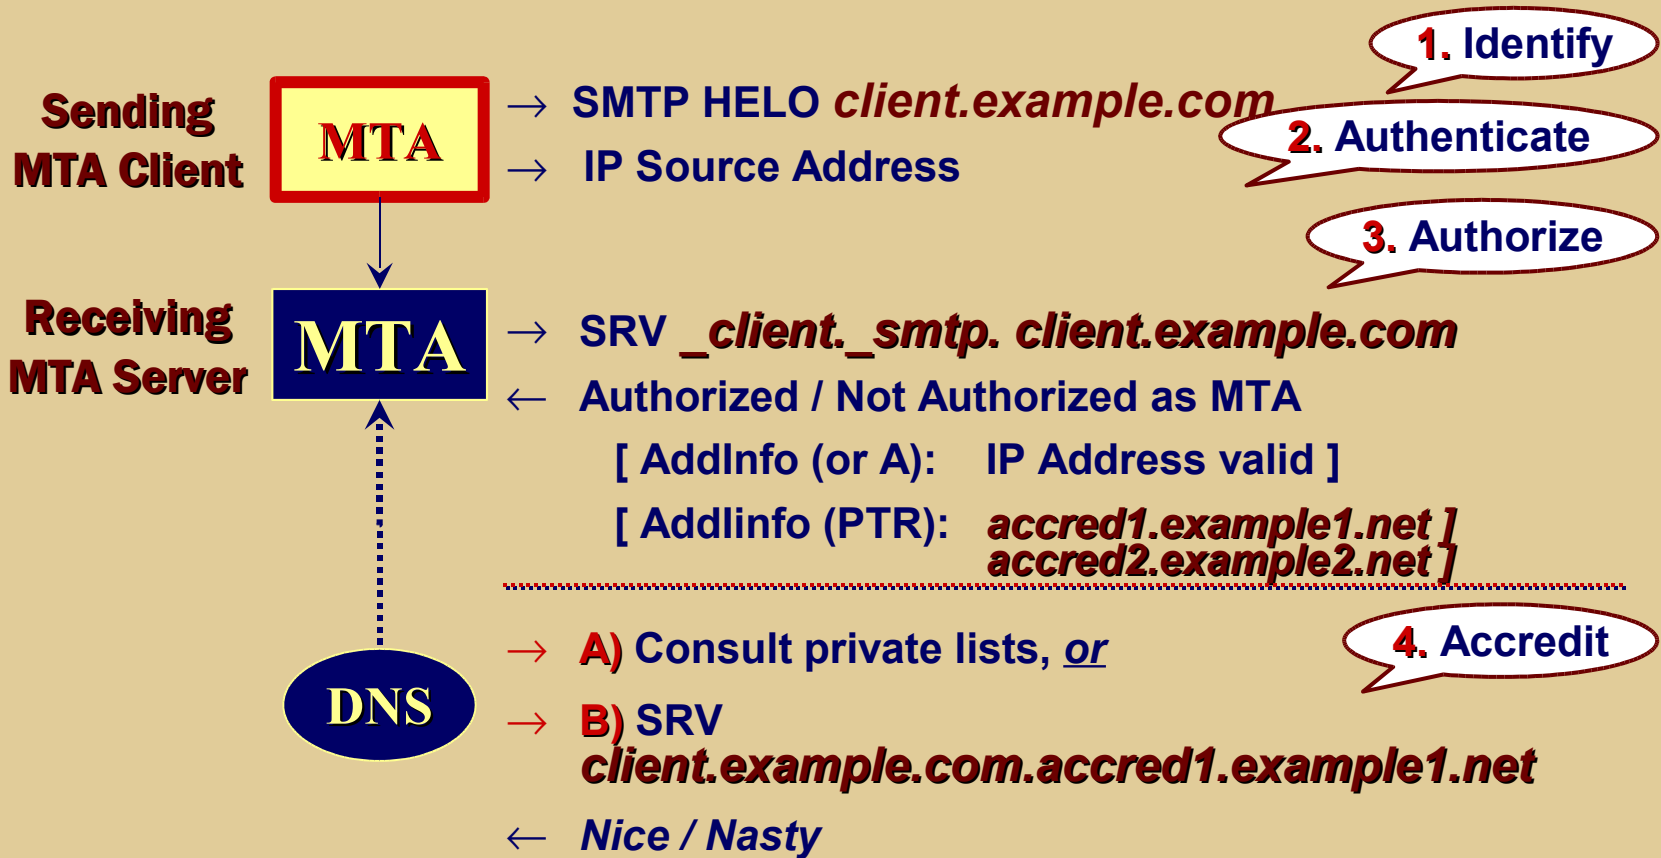 1. Identify
Sending
MTA Client
MTA
→ SMTP HELO client.example.com
2. Authenticate
→ IP Source Address
3. Authorize
Receiving
MTA Server
MTA
→ SRV _client._smtp. client.example.com
← Authorized / Not Authorized as MTA
[ AddInfo (or A): IP Address valid ]
[ Addlinfo (PTR): accred1.example1.net ]
accred2.example2.net ]
4. Accredit
→ A) Consult private lists, or
DNS
→ B) SRV
client.example.com.accred1.example1.net
← Nice / Nasty